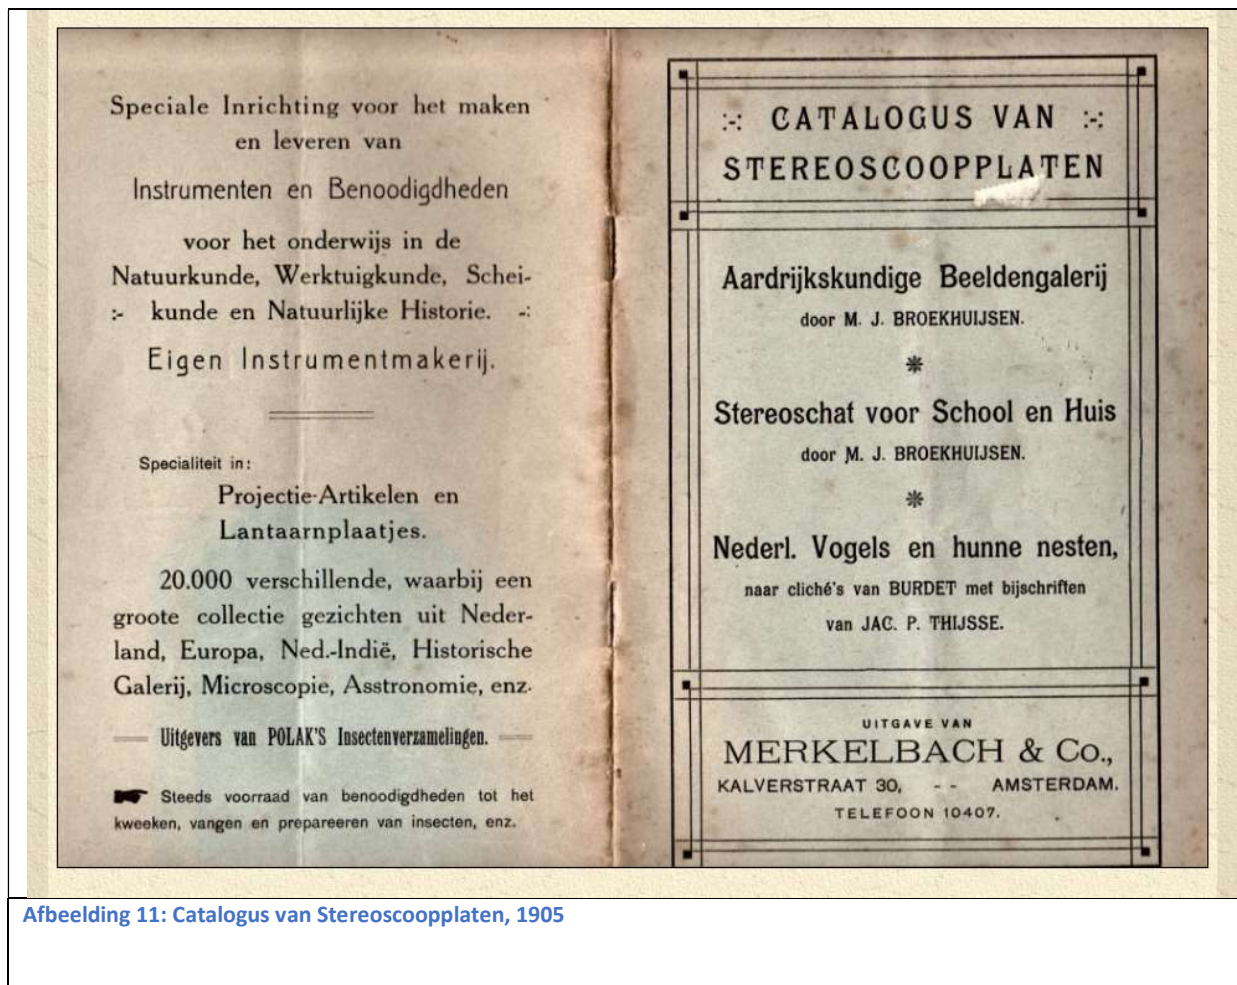 Speciale Inrichting voor het maken
en leveren van
Instrumenten en Benoodigdheden
voor het onderwijs in de
Natuurkunde, Werktuigkunde, Schei-
:- kunde en Natuurlijke Historie. -:
Eigen Instrumentmakerij.
Specialiteit in:
Projectie-Artikelen en
Lantaarnplaatjes.
20.000 verschillende, waarbij een
groote collectie gezichten uit Neder-
land, Europa, Ned.-Indië, Historische
Galerij, Microscopie, Asstronomie, enz.
Uitgevers van POLAK'S Insectenverzamelingen.
Steeds voorraad van benoodigdheden tot het
kweeken, vangen en prepareeren van insecten, enz.
:-: CATALOGUS VAN :-:
STEREOSCOOPPLATEN
Aardrijkskundige Beeldengalerij
door M. J. BROEKHUIJSEN.
Stereoschat voor School en Huis
door M. J. BROEKHUIJSEN.
Nederl. Vogels en hunne nesten,
naar cliché's van BURDET met bijschriften
van JAC. P. THIJSSE.
UITGAVE VAN
MERKELBACH & Co.,
KALVERSTRAAT 30, - - AMSTERDAM.
TELEFOON 10407.
Afbeelding 11: Catalogus van Stereoscoopplaten, 1905